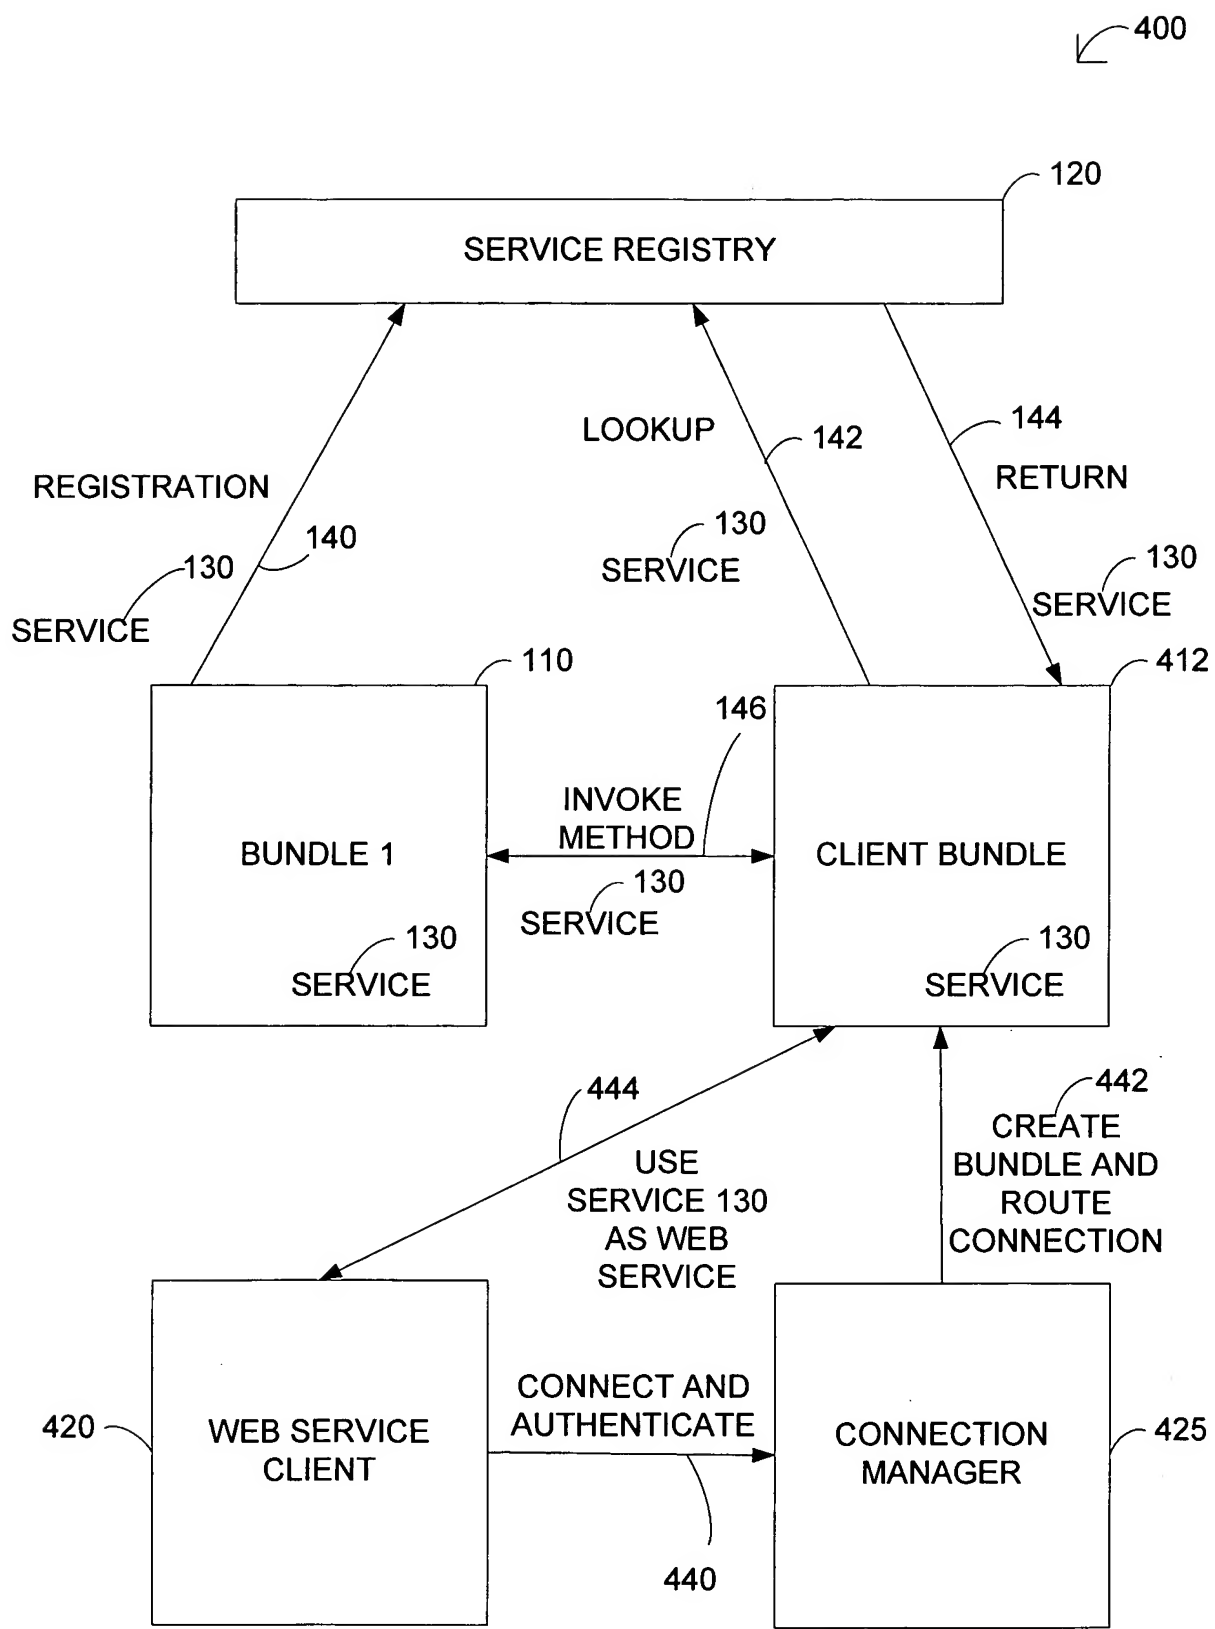 400
120
SERVICE REGISTRY
LOOKUP
142
144
RETURN
REGISTRATION
140
130
SERVICE
130
SERVICE
130
SERVICE
110
412
146
INVOKE
METHOD
BUNDLE 1
CLIENT BUNDLE
130
SERVICE
130
SERVICE
130
SERVICE
444
442
CREATE
BUNDLE AND
ROUTE
CONNECTION
USE
SERVICE 130
AS WEB
SERVICE
CONNECT AND
AUTHENTICATE
420
WEB SERVICE
CLIENT
CONNECTION
MANAGER
425
440